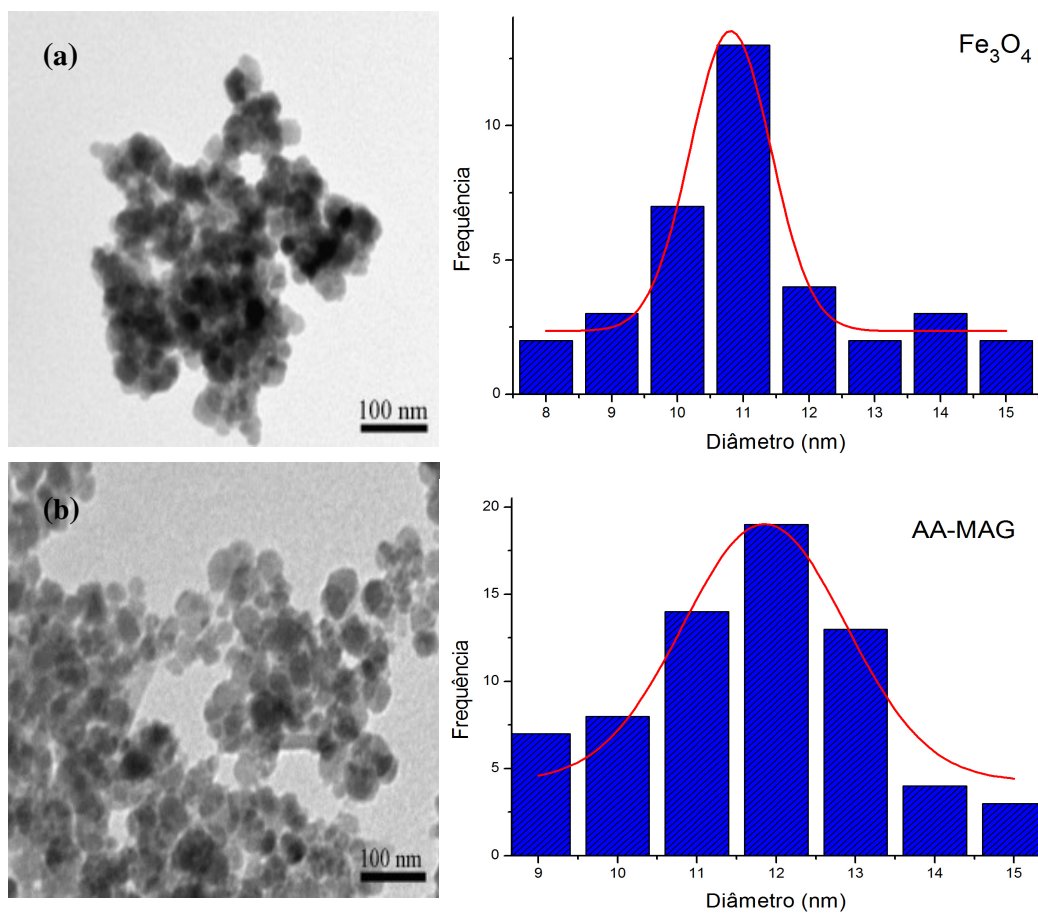 (a)
100 nm
Fe₃O₄
Frequência
10
5
0
8 9 10 11 12 13 14 15
Diâmetro (nm)
(b)
100 nm
AA-MAG
Frequência
20
15
10
5
0
9 10 11 12 13 14 15
Diâmetro (nm)